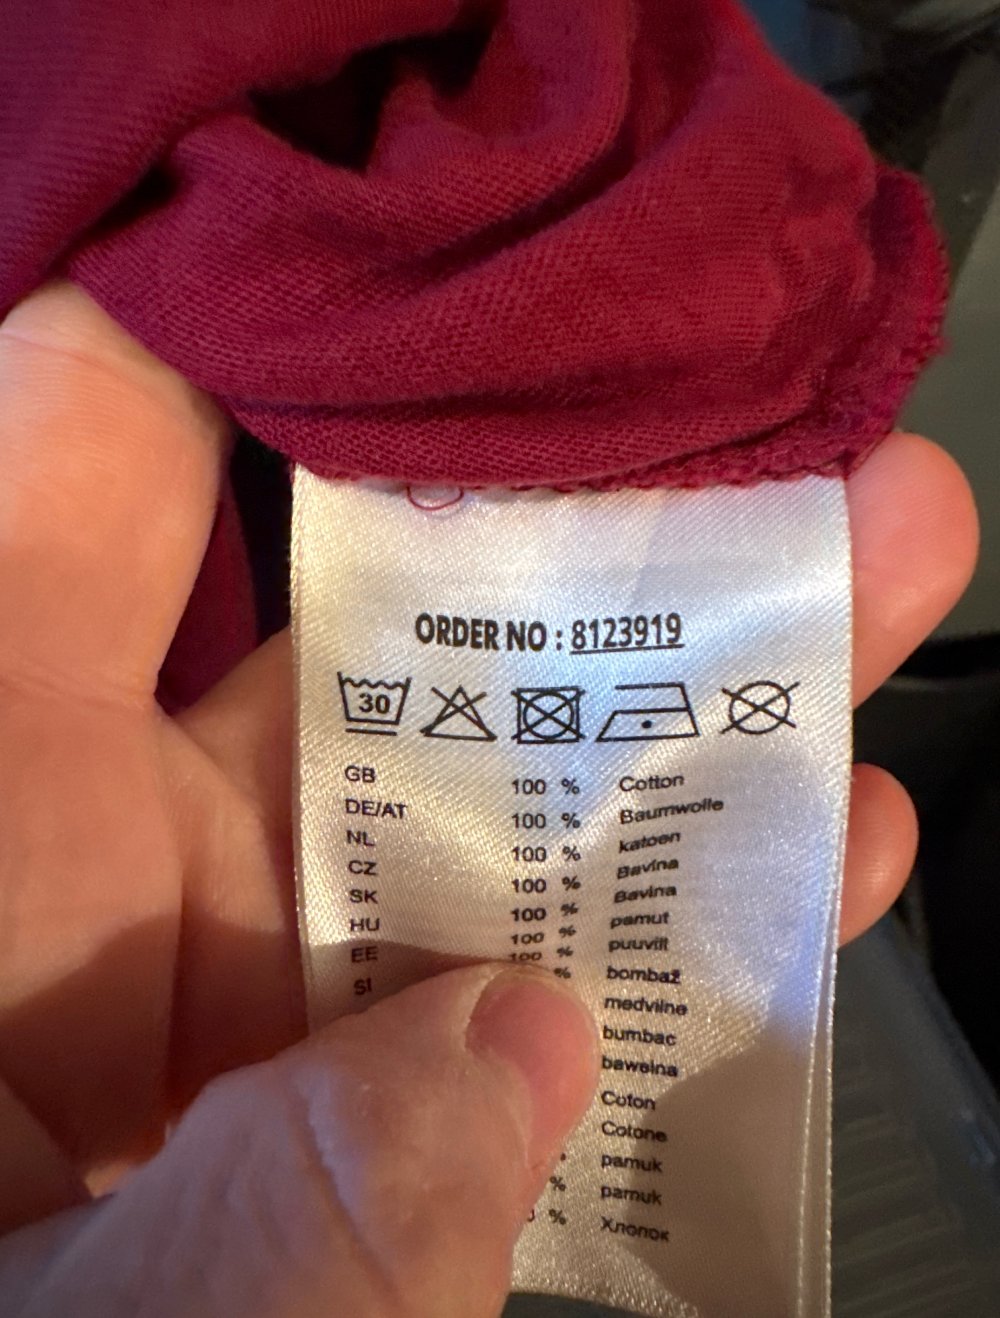 ORDER NO : 8123919
30
GB 100 % Cotton
DE/AT 100 % Baumwolle
NL 100 % katoen
CZ 100 % Bavlna
SK 100 % Bavlna
HU 100 % pamut
EE 100 % puuvill
SI % bombaž
medvilne
bumbac
bawełna
Coton
Cotone
pamuk
% pamuk
% Хлопок